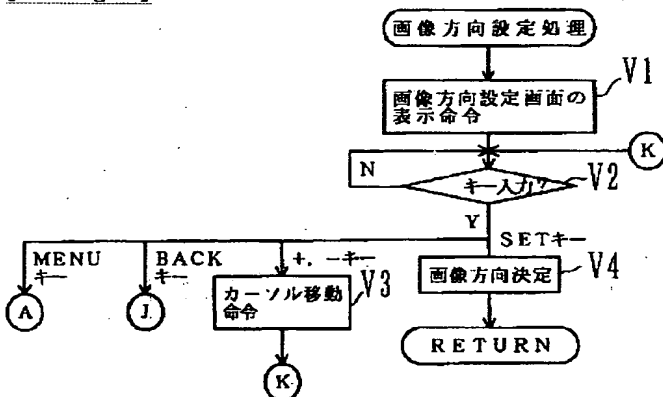 画像方向設定処理
V1
画像方向設定画面の
表示命令
K
N
キー入力?
V2
Y
MENU
キー
BACK
キー
+,−キー
SETキー
A
J
カーソル移動
命令
V3
画像方向決定
V4
K
RETURN